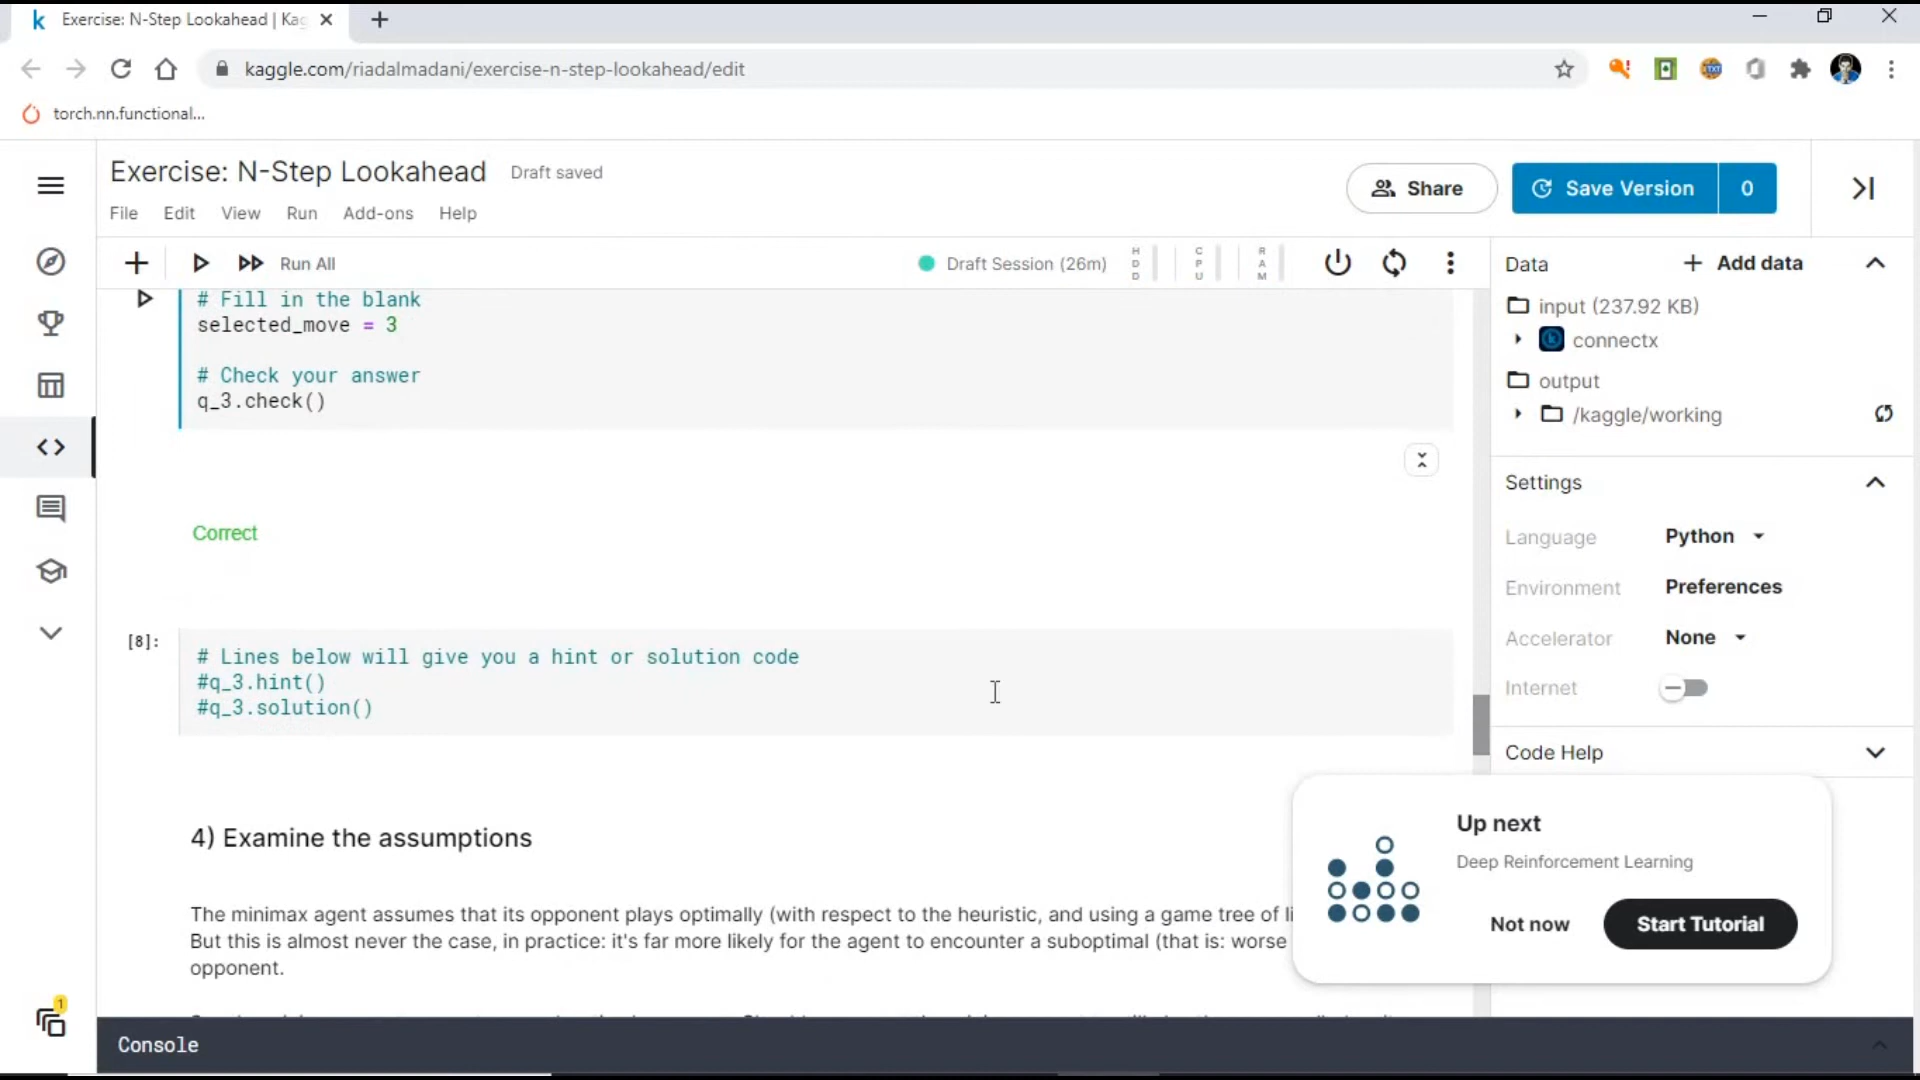 Exercise: N-Step Lookahead | Kag
kaggle.com/riadalmadani/exercise-n-step-lookahead/edit
torch.nn.functional...
Exercise: N-Step Lookahead Draft saved
File Edit View Run Add-ons Help
Share
Save Version 0
Run All
Draft Session (26m)
HDD
CPU
RAM
# Fill in the blank
selected_move = 3
# Check your answer
q_3.check()
Correct
[8]:
# Lines below will give you a hint or solution code
#q_3.hint()
#q_3.solution()
4) Examine the assumptions
The minimax agent assumes that its opponent plays optimally (with respect to the heuristic, and using a game tree of li
But this is almost never the case, in practice: it's far more likely for the agent to encounter a suboptimal (that is: worse
opponent.
Data
Add data
input (237.92 KB)
connectx
output
/kaggle/working
Settings
Language Python
Environment Preferences
Accelerator None
Internet
Code Help
Up next
Deep Reinforcement Learning
Not now Start Tutorial
1
Console